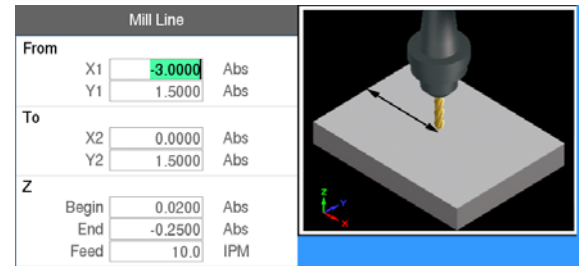 Mill Line
From
X1 -3.0000 Abs
Y1 1.5000 Abs
To
X2 0.0000 Abs
Y2 1.5000 Abs
Z
Begin 0.0200 Abs
End -0.2500 Abs
Feed 10.0 IPM
Z
Y
X